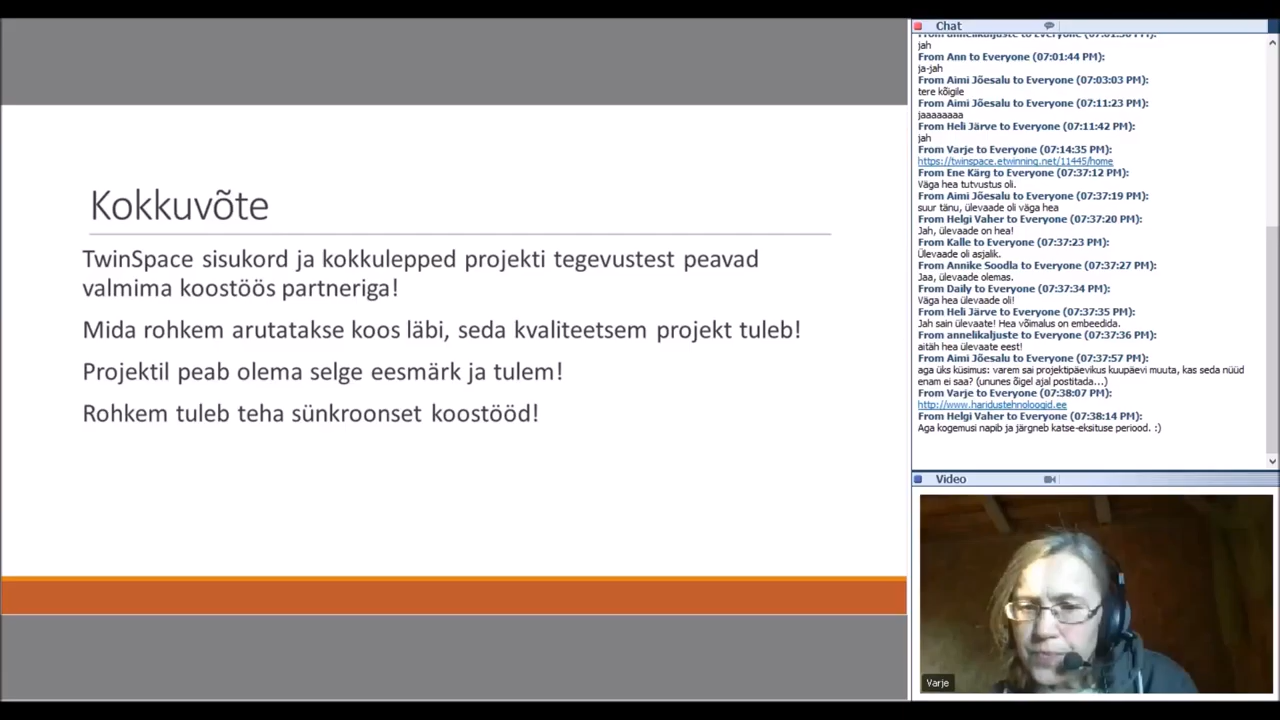 Kokkuvõte
TwinSpace sisukord ja kokkulepped projekti tegevustest peavad
valmima koostöös partneriga!
Mida rohkem arutatakse koos läbi, seda kvaliteetsem projekt tuleb!
Projektil peab olema selge eesmärk ja tulem!
Rohkem tuleb teha sünkroonset koostööd!
Chat
From annelikaljuste to Everyone (07:01:36 PM):
jah
From Ann to Everyone (07:01:44 PM):
ja-jah
From Aimi Jõesalu to Everyone (07:03:03 PM):
tere kõigile
From Aimi Jõesalu to Everyone (07:11:23 PM):
jaaaaaaaa
From Heli Järve to Everyone (07:11:42 PM):
jah
From Varje to Everyone (07:14:35 PM):
https://twinspace.etwinning.net/11445/home
From Ene Kärg to Everyone (07:37:12 PM):
Väga hea tutvustus oli.
From Aimi Jõesalu to Everyone (07:37:19 PM):
suur tänu, ülevaade oli väga hea
From Helgi Vaher to Everyone (07:37:20 PM):
Jah, ülevaade on hea!
From Kalle to Everyone (07:37:23 PM):
Ülevaade oli asjalik.
From Annike Soodla to Everyone (07:37:27 PM):
Jaa, ülevaade olemas.
From Daily to Everyone (07:37:34 PM):
Väga hea ülevaade oli!
From Heli Järve to Everyone (07:37:35 PM):
Jah sain ülevaate! Hea võimalus on embeedida.
From annelikaljuste to Everyone (07:37:36 PM):
aitäh hea ülevaate eest!
From Aimi Jõesalu to Everyone (07:37:57 PM):
aga üks küsimus: varem sai projektipäevikus kuupäevi muuta, kas seda nüüd
enam ei saa? (ununes õigel ajal postitada...)
From Varje to Everyone (07:38:07 PM):
http://www.haridustehnoloogid.ee
From Helgi Vaher to Everyone (07:38:14 PM):
Aga kogemusi napib ja järgneb katse-eksituse periood. :)
Video
Varje